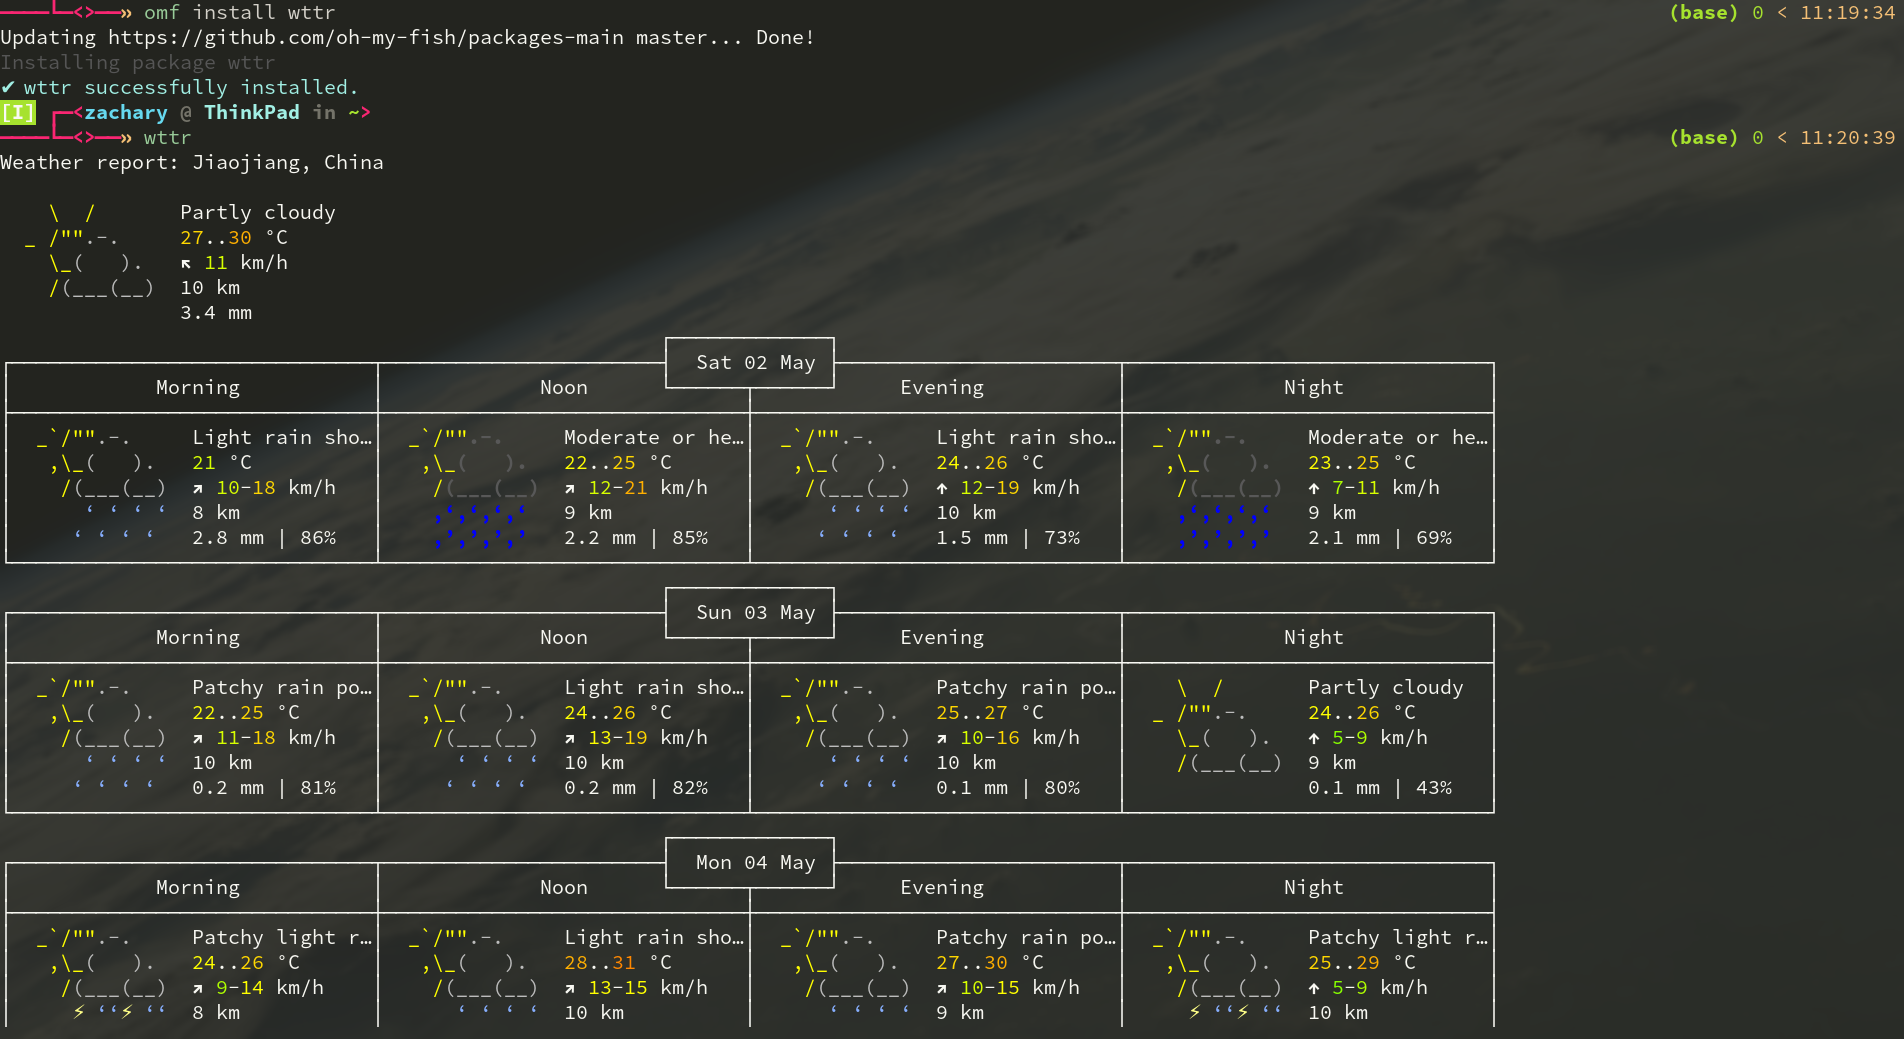 » omf install wttr (base) 0 < 11:19:34
Updating https://github.com/oh-my-fish/packages-main master... Done!
Installing package wttr
✔ wttr successfully installed.
[I] ┌─<zachary @ ThinkPad in ~>
────└─<>──» wttr (base) 0 < 11:20:39
Weather report: Jiaojiang, China
Partly cloudy
27..30 °C
↖ 11 km/h
10 km
3.4 mm
Sat 02 May
Morning Noon Evening Night
Light rain sho… Moderate or he… Light rain sho… Moderate or he…
21 °C 22..25 °C 24..26 °C 23..25 °C
↗ 10-18 km/h ↗ 12-21 km/h ↑ 12-19 km/h ↑ 7-11 km/h
8 km 9 km 10 km 9 km
2.8 mm | 86% 2.2 mm | 85% 1.5 mm | 73% 2.1 mm | 69%
Sun 03 May
Morning Noon Evening Night
Patchy rain po… Light rain sho… Patchy rain po… Partly cloudy
22..25 °C 24..26 °C 25..27 °C 24..26 °C
↗ 11-18 km/h ↗ 13-19 km/h ↗ 10-16 km/h ↑ 5-9 km/h
10 km 10 km 10 km 9 km
0.2 mm | 81% 0.2 mm | 82% 0.1 mm | 80% 0.1 mm | 43%
Mon 04 May
Morning Noon Evening Night
Patchy light r… Light rain sho… Patchy rain po… Patchy light r…
24..26 °C 28..31 °C 27..30 °C 25..29 °C
↗ 9-14 km/h ↗ 13-15 km/h ↗ 10-15 km/h ↑ 5-9 km/h
8 km 10 km 9 km 10 km